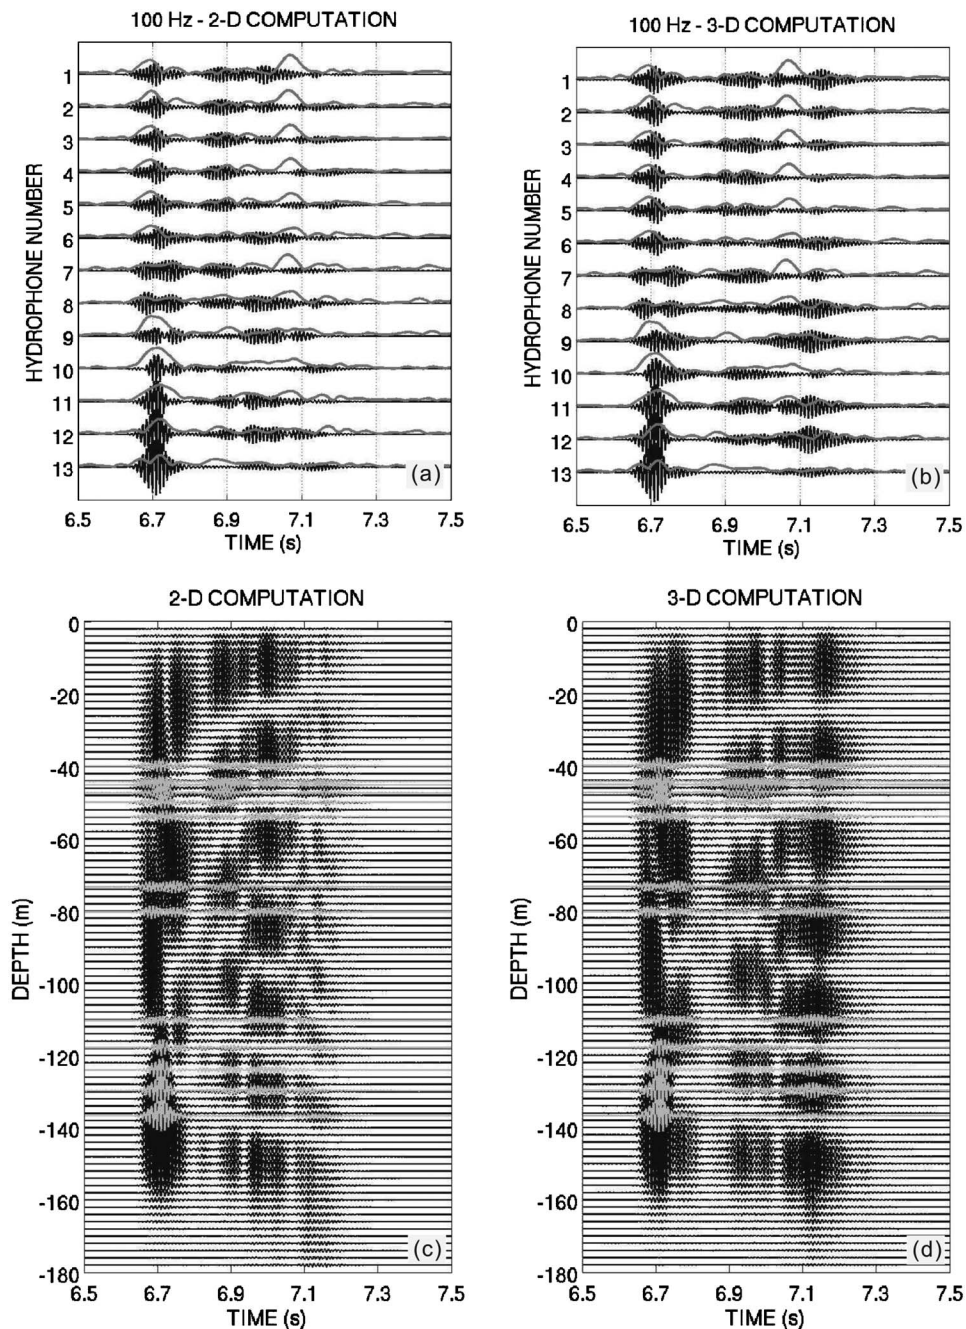 100 Hz - 2-D COMPUTATION
HYDROPHONE NUMBER
1
2
3
4
5
6
7
8
9
10
11
12
13
(a)
6.5 6.7 6.9 7.1 7.3 7.5
TIME (s)
100 Hz - 3-D COMPUTATION
HYDROPHONE NUMBER
1
2
3
4
5
6
7
8
9
10
11
12
13
(b)
6.5 6.7 6.9 7.1 7.3 7.5
TIME (s)
2-D COMPUTATION
DEPTH (m)
0
-20
-40
-60
-80
-100
-120
-140
-160
-180
(c)
6.5 6.7 6.9 7.1 7.3 7.5
TIME (s)
3-D COMPUTATION
DEPTH (m)
0
-20
-40
-60
-80
-100
-120
-140
-160
-180
(d)
6.5 6.7 6.9 7.1 7.3 7.5
TIME (s)